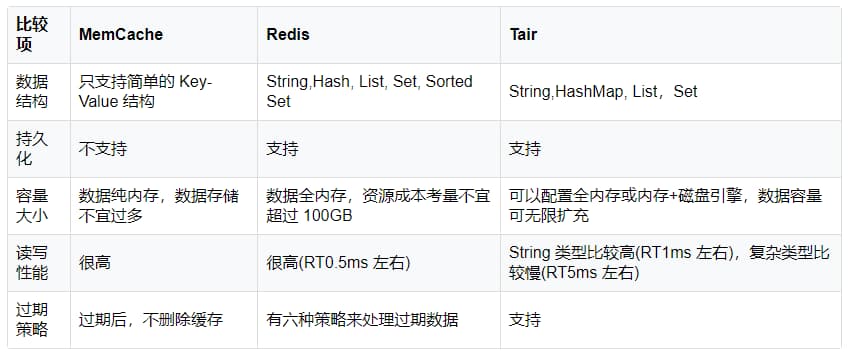 比较
项
MemCache
Redis
Tair
数据
结构
只支持简单的 Key-
Value 结构
String,Hash, List, Set, Sorted
Set
String,HashMap, List，Set
持久
化
不支持
支持
支持
容量
大小
数据纯内存，数据存储
不宜过多
数据全内存，资源成本考量不宜
超过 100GB
可以配置全内存或内存+磁盘引擎，数据容量
可无限扩充
读写
性能
很高
很高(RT0.5ms 左右)
String 类型比较高(RT1ms 左右)，复杂类型比
较慢(RT5ms 左右)
过期
策略
过期后，不删除缓存
有六种策略来处理过期数据
支持